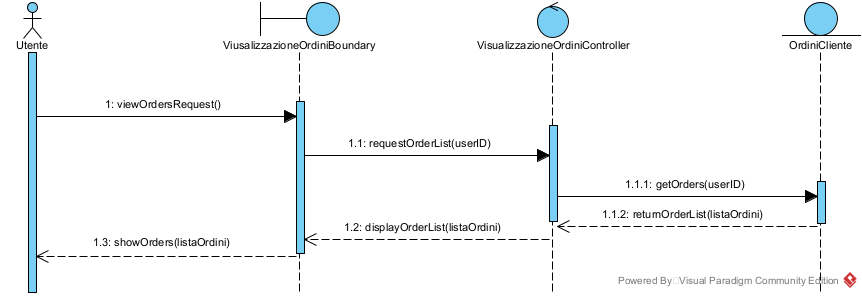 Utente
ViusalizzazioneOrdiniBoundary
VisualizzazioneOrdiniController
OrdiniCliente
1: viewOrdersRequest()
1.1: requestOrderList(userID)
1.1.1: getOrders(userID)
1.1.2: returnOrderList(listaOrdini)
1.2: displayOrderList(listaOrdini)
1.3: showOrders(listaOrdini)
Powered By Visual Paradigm Community Edition